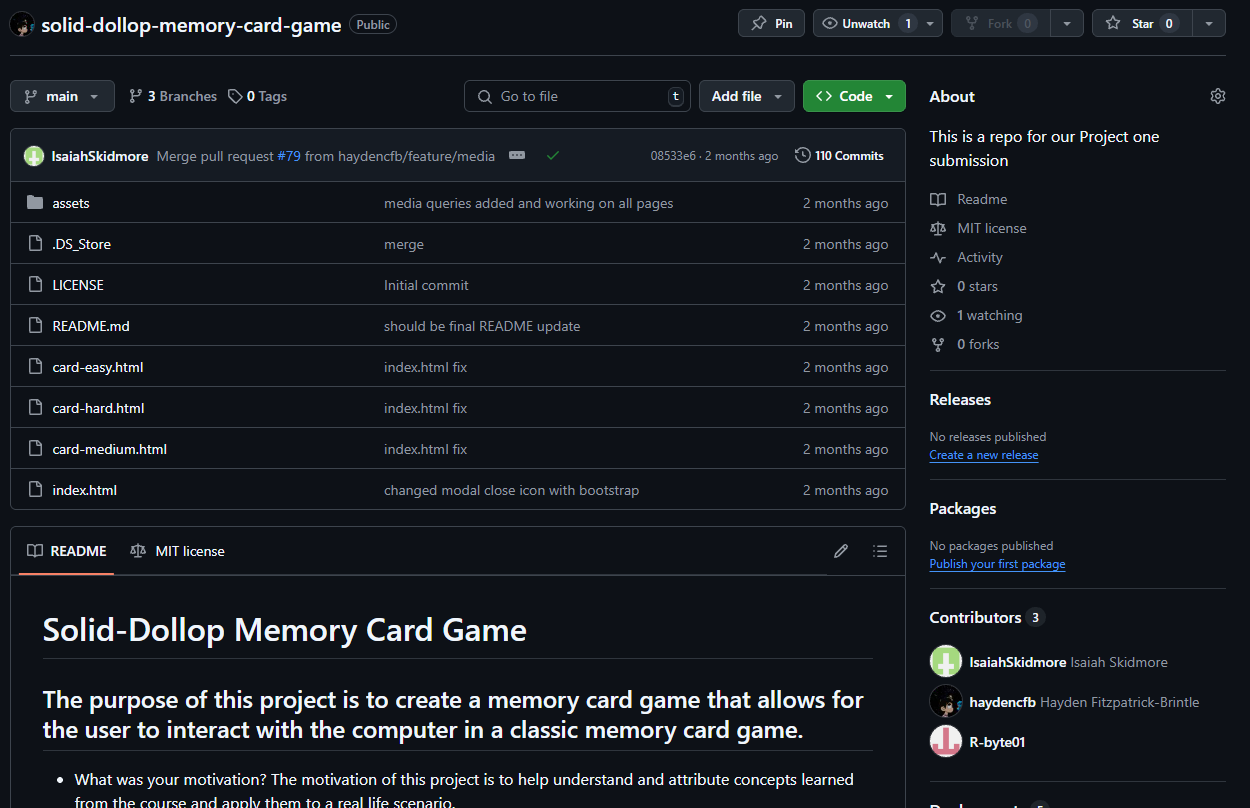 solid-dollop-memory-card-game Public
Pin Unwatch 1 Fork 0 Star 0
main 3 Branches 0 Tags Go to file t Add file Code
IsaiahSkidmore Merge pull request #79 from haydencfb/feature/media 08533e6 · 2 months ago 110 Commits
assets media queries added and working on all pages 2 months ago
.DS_Store merge 2 months ago
LICENSE Initial commit 2 months ago
README.md should be final README update 2 months ago
card-easy.html index.html fix 2 months ago
card-hard.html index.html fix 2 months ago
card-medium.html index.html fix 2 months ago
index.html changed modal close icon with bootstrap 2 months ago
README MIT license
Solid-Dollop Memory Card Game
The purpose of this project is to create a memory card game that allows for
the user to interact with the computer in a classic memory card game.
• What was your motivation? The motivation of this project is to help understand and attribute concepts learned
from the course and apply them to a real life scenario.
About
This is a repo for our Project one
submission
Readme
MIT license
Activity
0 stars
1 watching
0 forks
Releases
No releases published
Create a new release
Packages
No packages published
Publish your first package
Contributors 3
IsaiahSkidmore Isaiah Skidmore
haydencfb Hayden Fitzpatrick-Brintle
R-byte01